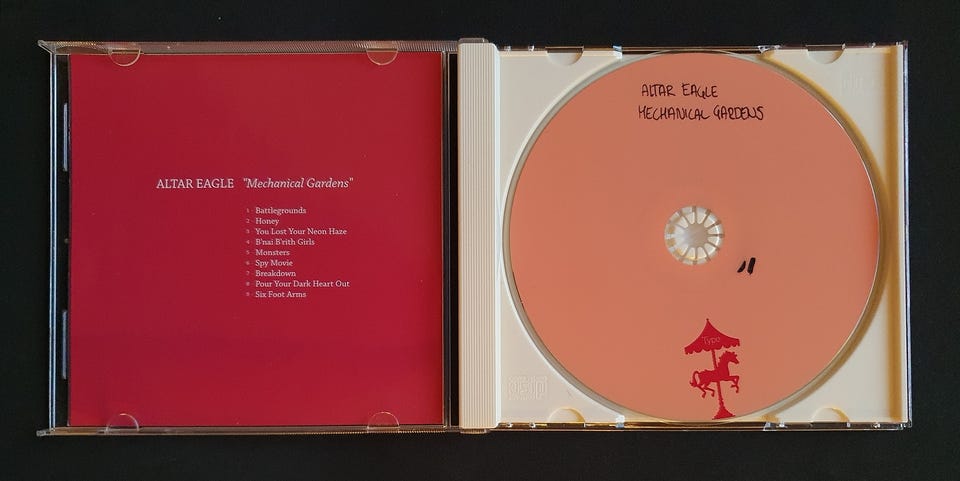 ALTAR EAGLE "Mechanical Gardens"
1 Battlegrounds
2 Honey
3 You Lost Your Neon Haze
4 B'nai B'rith Girls
5 Monsters
6 Spy Movie
7 Breakdown
8 Pour Your Dark Heart Out
9 Six Foot Arms
ALTAR EAGLE
MECHANICAL GARDENS
Type